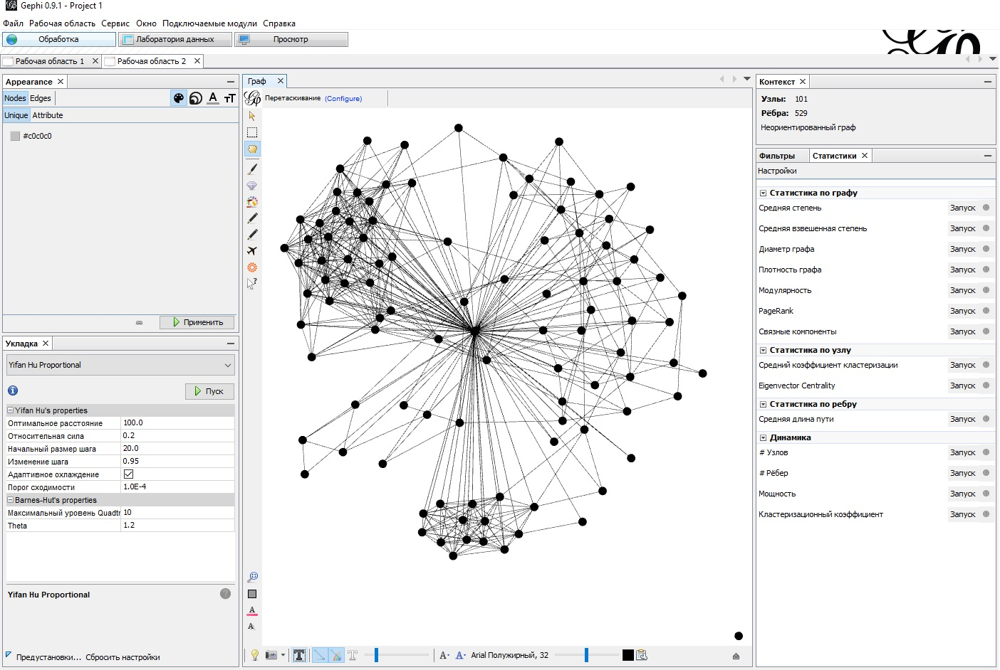 Gephi 0.9.1 - Project 1
Файл Рабочая область Сервис Окно Подключаемые модули Справка
Обработка Лаборатория данных Просмотр
Рабочая область 1 Рабочая область 2
Appearance
Nodes Edges
Unique Attribute
#c0c0c0
Применить
Укладка
Yifan Hu Proportional
Пуск
Yifan Hu's properties
Оптимальное расстояние 100.0
Относительная сила 0.2
Начальный размер шага 20.0
Изменение шага 0.95
Адаптивное охлаждение
Порог сходимости 1.0E-4
Barnes-Hut's properties
Максимальный уровень Quadtr 10
Theta 1.2
Yifan Hu Proportional
Предустановки... Сбросить настройки
Граф
Перетаскивание (Configure)
Arial Полужирный, 32
Контекст
Узлы: 101
Рёбра: 529
Неориентированный граф
Фильтры Статистики
Настройки
Статистика по графу
Средняя степень Запуск
Средняя взвешенная степень Запуск
Диаметр графа Запуск
Плотность графа Запуск
Модулярность Запуск
PageRank Запуск
Связные компоненты Запуск
Статистика по узлу
Средний коэффициент кластеризации Запуск
Eigenvector Centrality Запуск
Статистика по ребру
Средняя длина пути Запуск
Динамика
# Узлов Запуск
# Рёбер Запуск
Мощность Запуск
Кластеризационный коэффициент Запуск